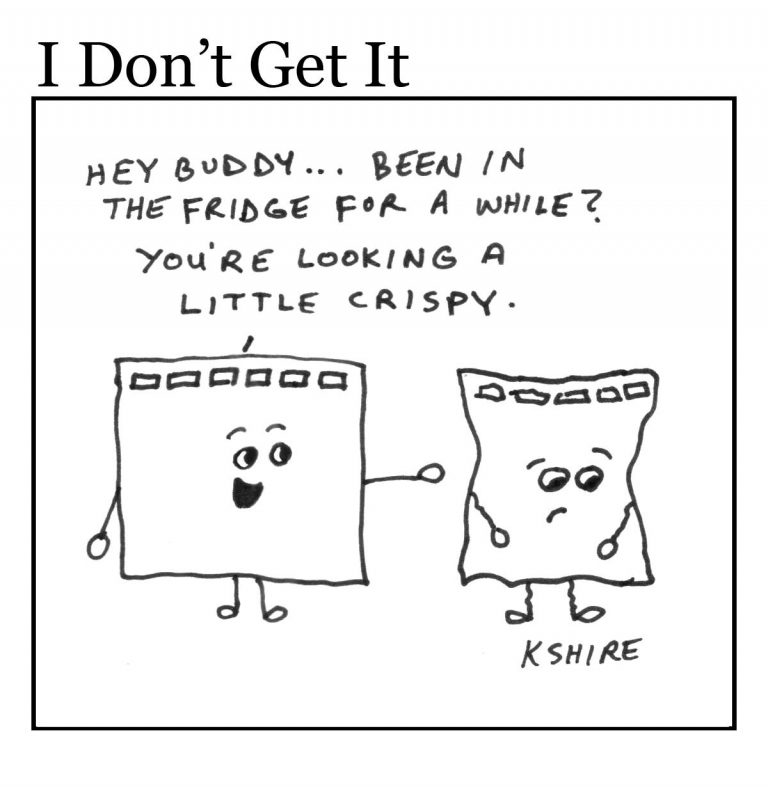 I Don’t Get It
HEY BUDDY... BEEN IN
THE FRIDGE FOR A WHILE?
YOU'RE LOOKING A
LITTLE CRISPY.
KSHIRE